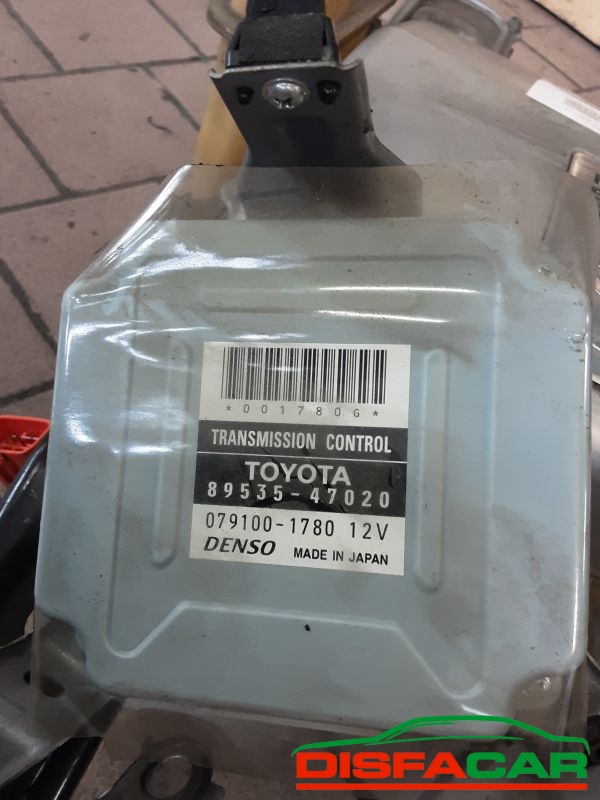 *001780G*
TRANSMISSION CONTROL
TOYOTA
89535-47020
079100-1780 12V
DENSO MADE IN JAPAN
DISFACAR